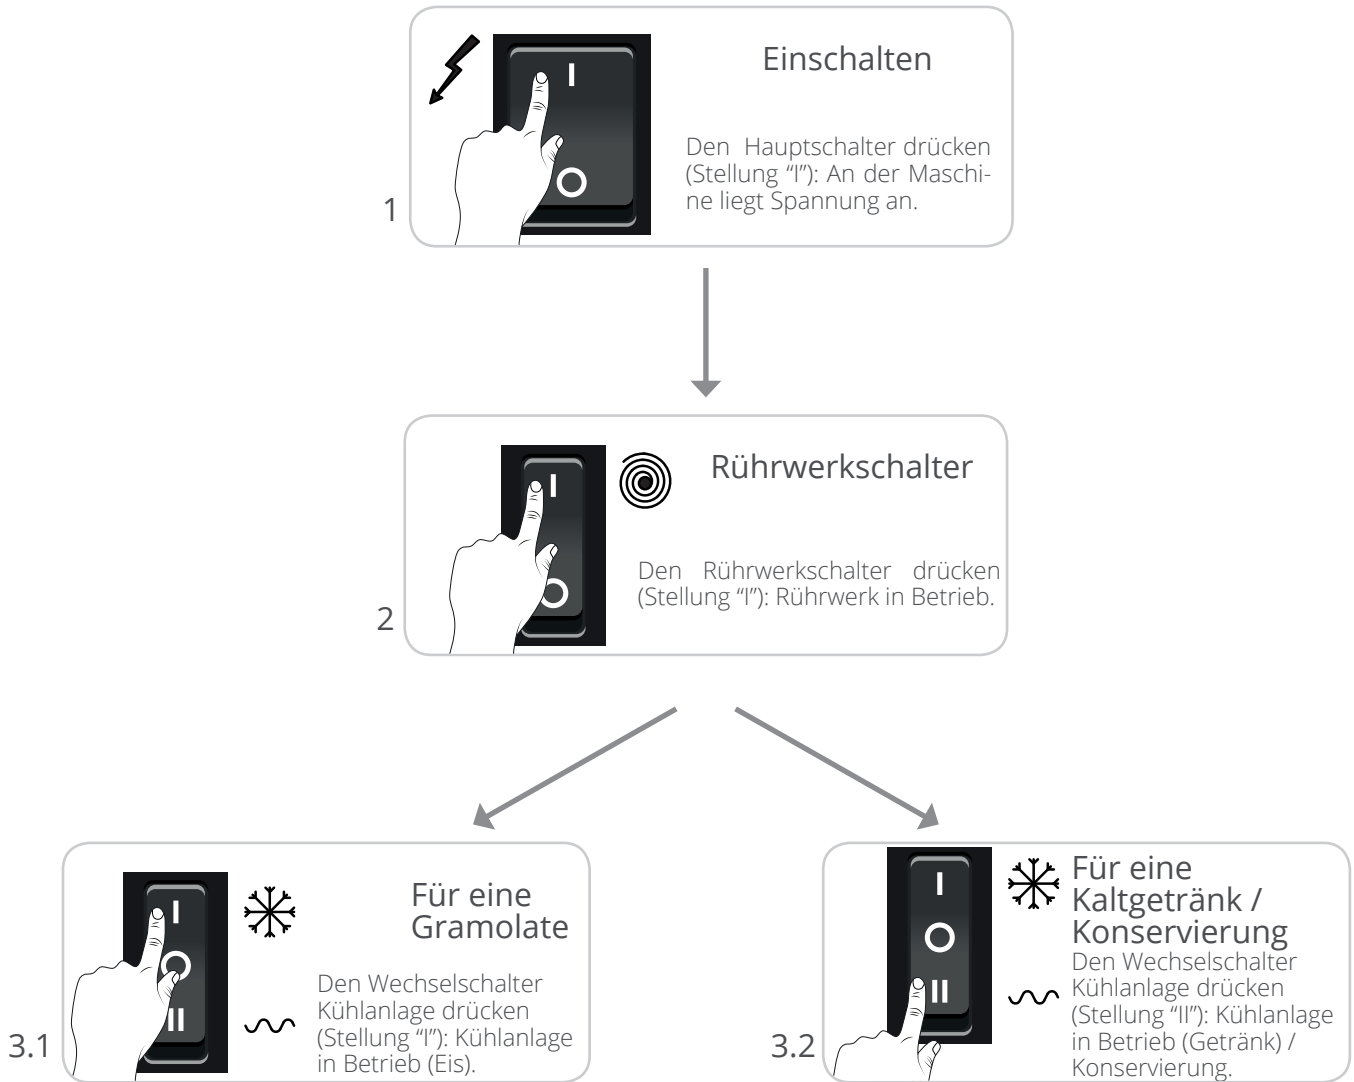 Einschalten
Den Hauptschalter drücken
(Stellung “I”): An der Maschi-
ne liegt Spannung an.
I
O
1
Rührwerkschalter
Den Rührwerkschalter drücken
(Stellung “I”): Rührwerk in Betrieb.
I
O
2
Für eine
Gramolate
Den Wechselschalter
Kühlanlage drücken
(Stellung “I”): Kühlanlage
in Betrieb (Eis).
I
O
II
3.1
Für eine
Kaltgetränk /
Konservierung
Den Wechselschalter
Kühlanlage drücken
(Stellung “II”): Kühlanlage
in Betrieb (Getränk) /
Konservierung.
I
O
II
3.2